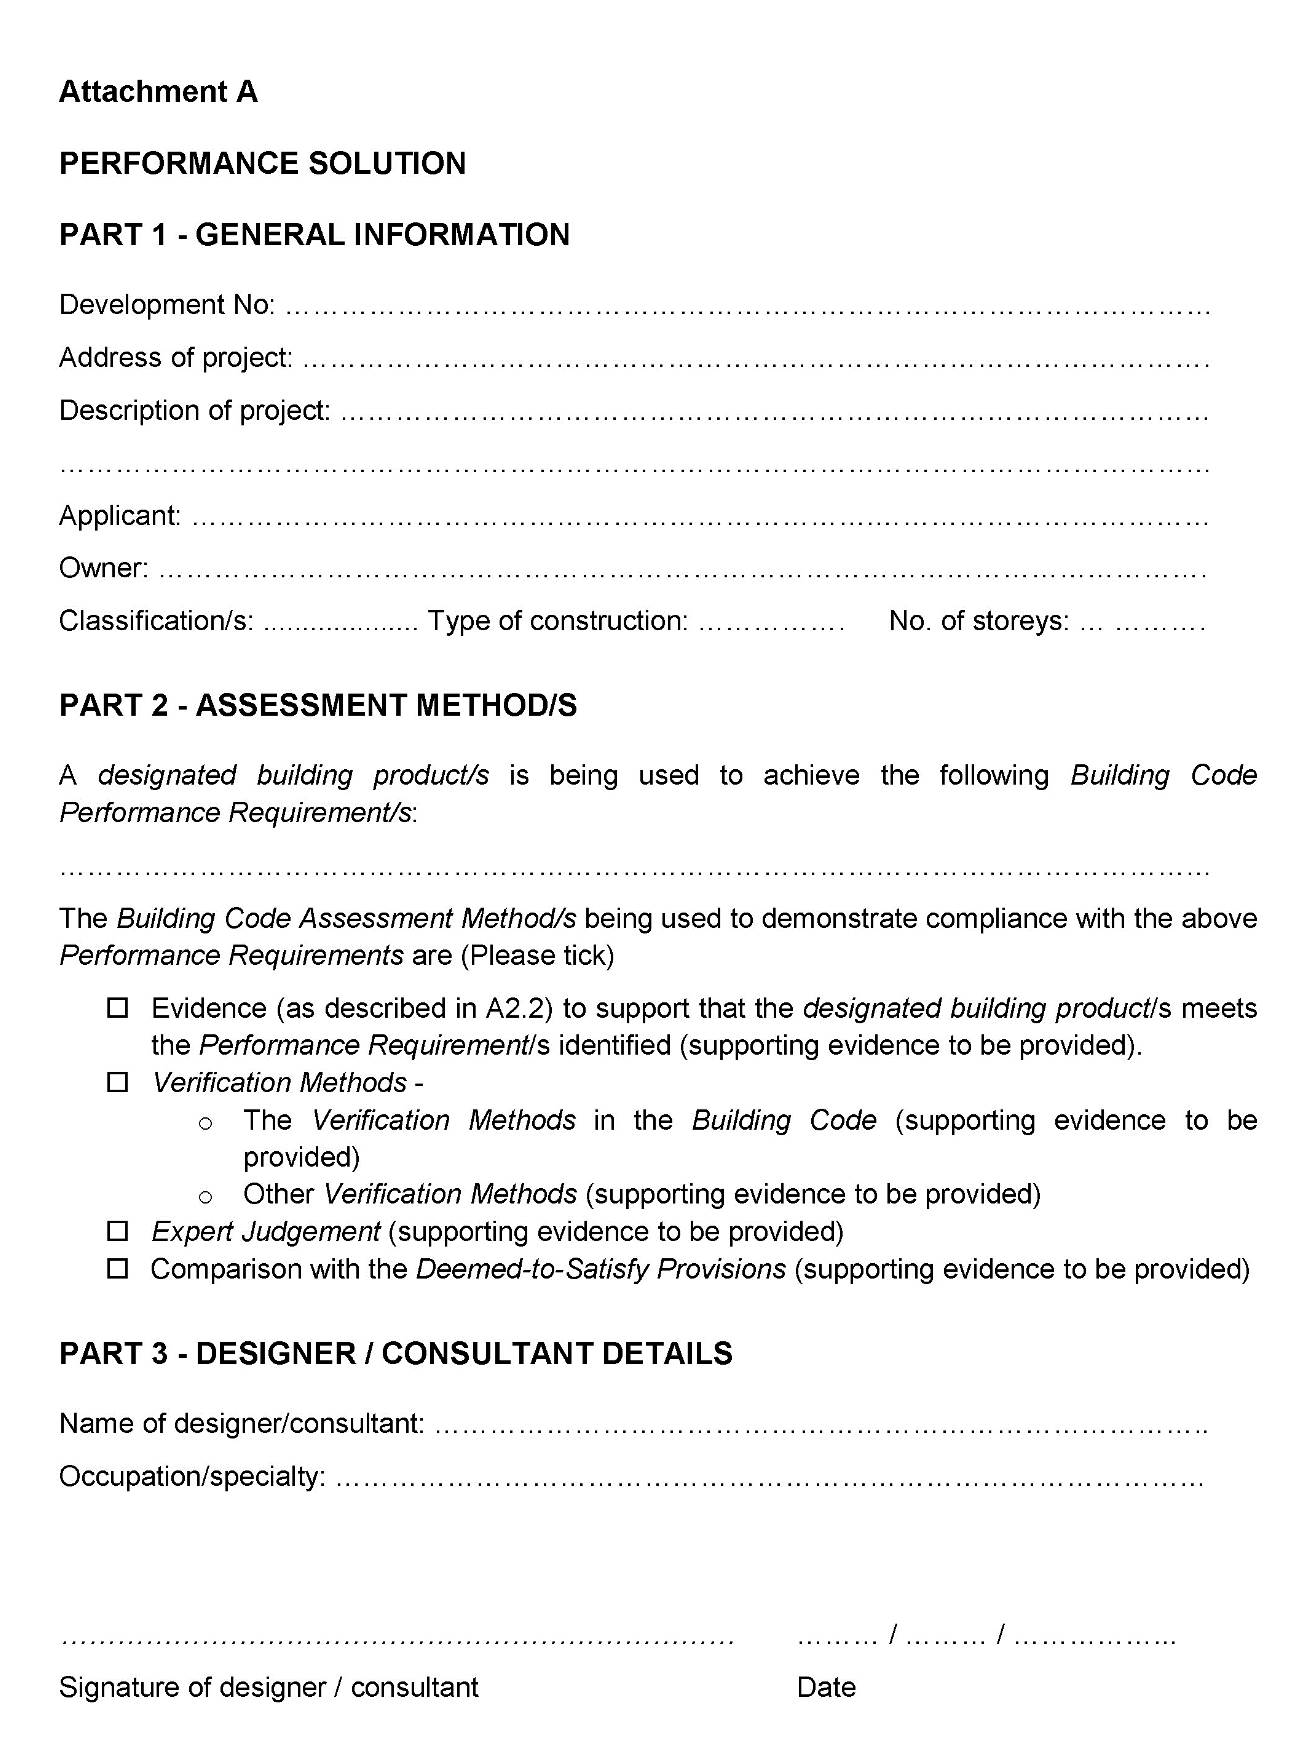 Attachment A
PERFORMANCE SOLUTION
PART 1 - GENERAL INFORMATION
Development No: ……………………………………………………………………………………
Address of project: ………………………………………………………………………………….
Description of project: ………………………………………………………………………………
…………………………………………………………………………………………………………
Applicant: ……………………………………………………………………………………………
Owner: ……………………………………………………………………………………………….
Classification/s: .................... Type of construction: ……………. No. of storeys: … ……….
PART 2 - ASSESSMENT METHOD/S
A designated building product/s is being used to achieve the following Building Code
Performance Requirement/s:
…………………………………………………………………………………………………………
The Building Code Assessment Method/s being used to demonstrate compliance with the above
Performance Requirements are (Please tick)
☐ Evidence (as described in A2.2) to support that the designated building product/s meets
the Performance Requirement/s identified (supporting evidence to be provided).
☐ Verification Methods -
o The Verification Methods in the Building Code (supporting evidence to be
provided)
o Other Verification Methods (supporting evidence to be provided)
☐ Expert Judgement (supporting evidence to be provided)
☐ Comparison with the Deemed-to-Satisfy Provisions (supporting evidence to be provided)
PART 3 - DESIGNER / CONSULTANT DETAILS
Name of designer/consultant: ……………………………………………………………………..
Occupation/specialty: ………………………………………………………………………………
……………………………………………………………… ……… / ……… / ……………...
Signature of designer / consultant Date